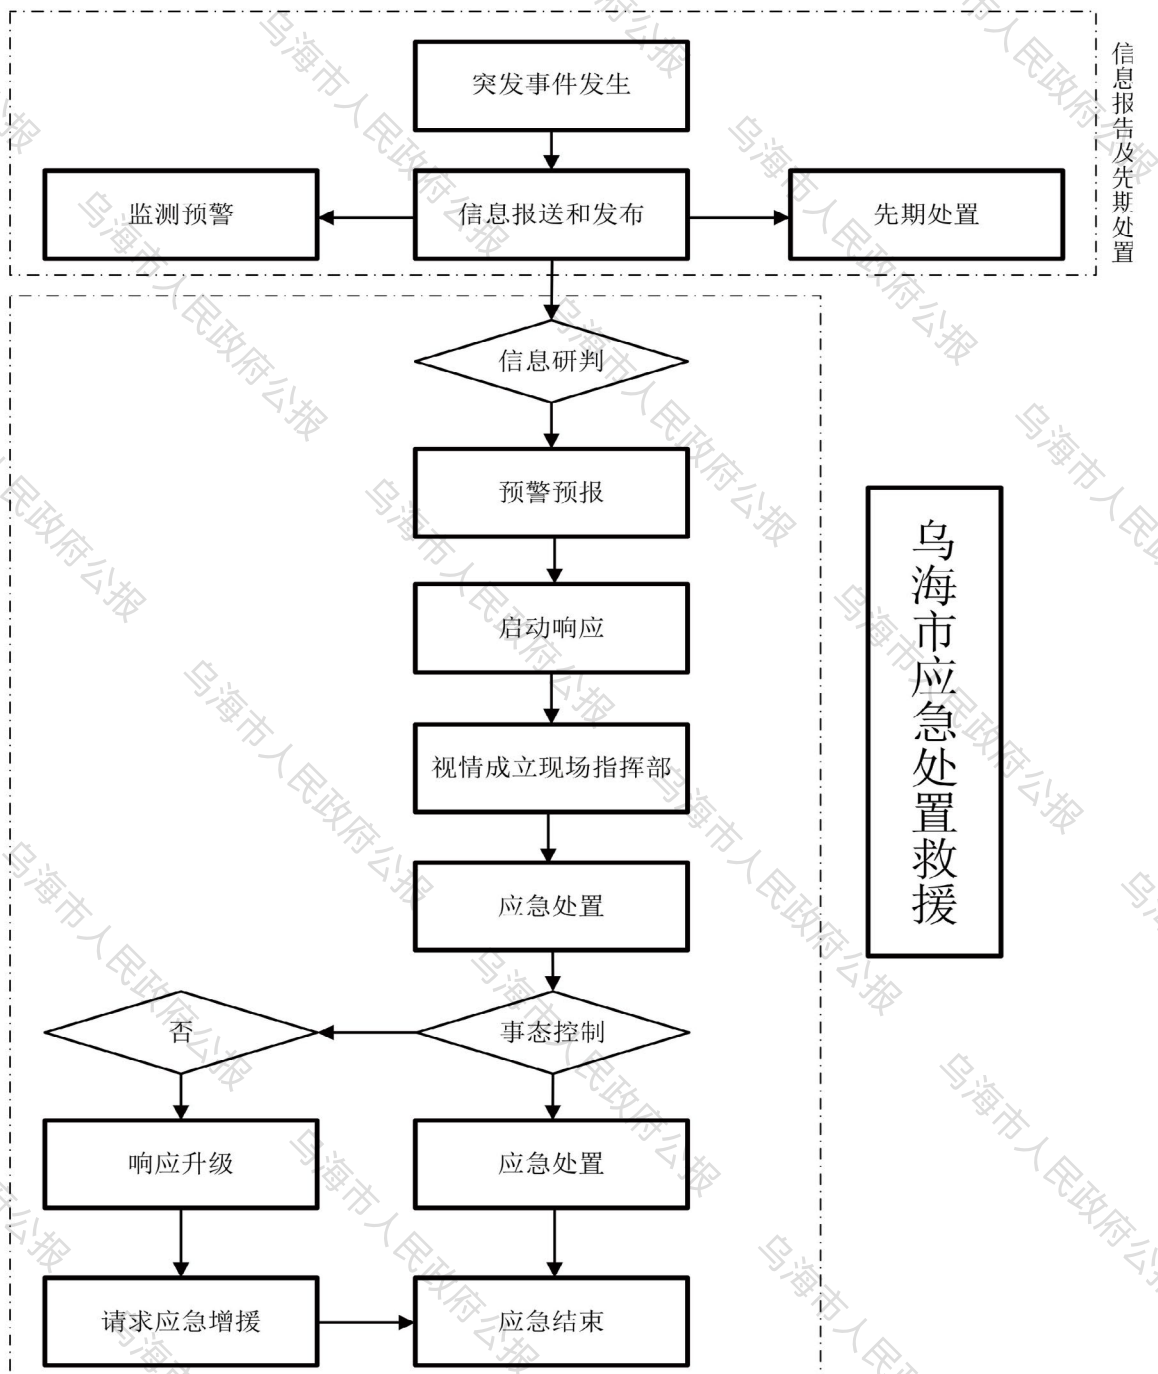 突发事件发生
监测预警
信息报送和发布
先期处置
信息报告及先期处置
信息研判
预警预报
启动响应
视情成立现场指挥部
应急处置
乌海市应急处置救援
否
事态控制
响应升级
应急处置
请求应急增援
应急结束
乌海市人民政府公报